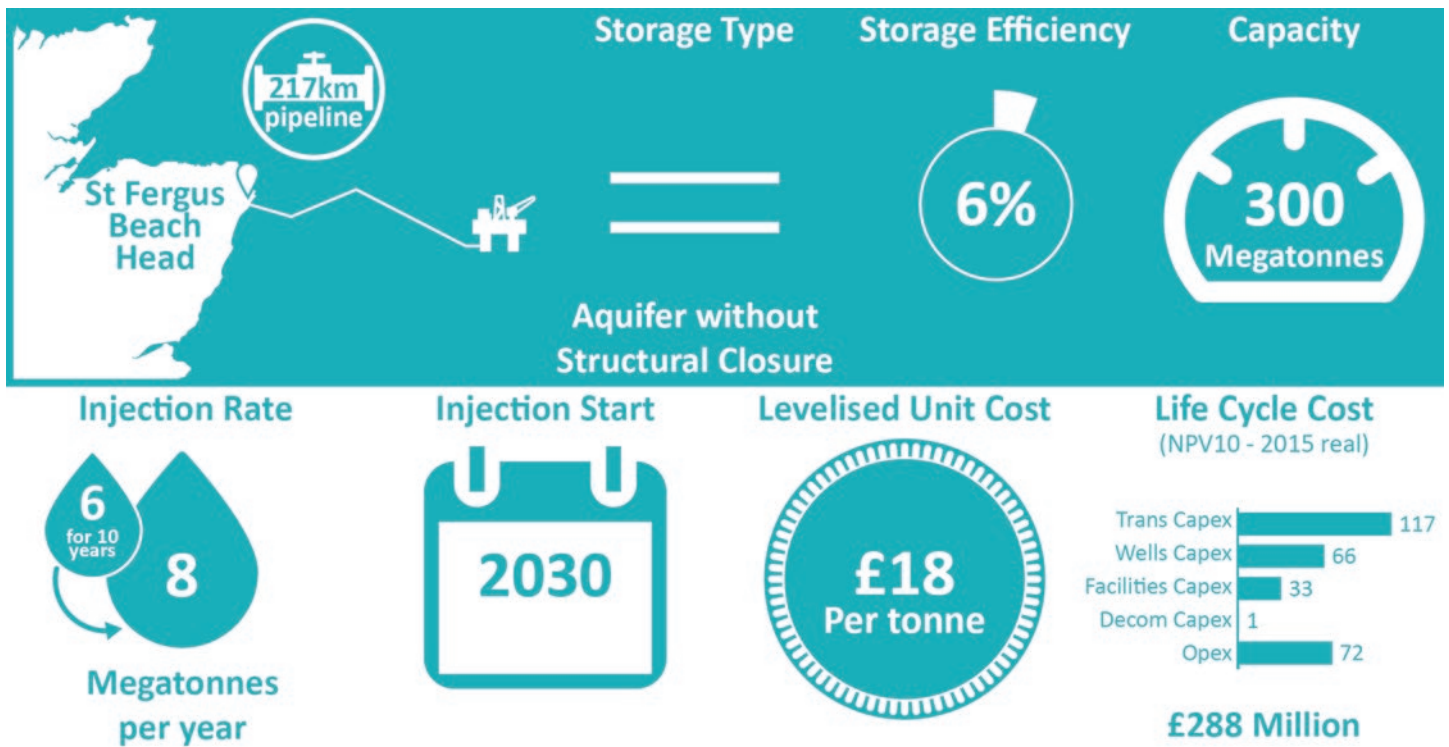 217km
pipeline
St Fergus
Beach
Head
Storage Type
Aquifer without
Structural Closure
Storage Efficiency
6%
Capacity
300
Megatonnes
Injection Rate
6
for 10
years
8
Megatonnes
per year
Injection Start
2030
Levelised Unit Cost
£18
Per tonne
Life Cycle Cost
(NPV10 - 2015 real)
Trans Capex 117
Wells Capex 66
Facilities Capex 33
Decom Capex 1
Opex 72
£288 Million